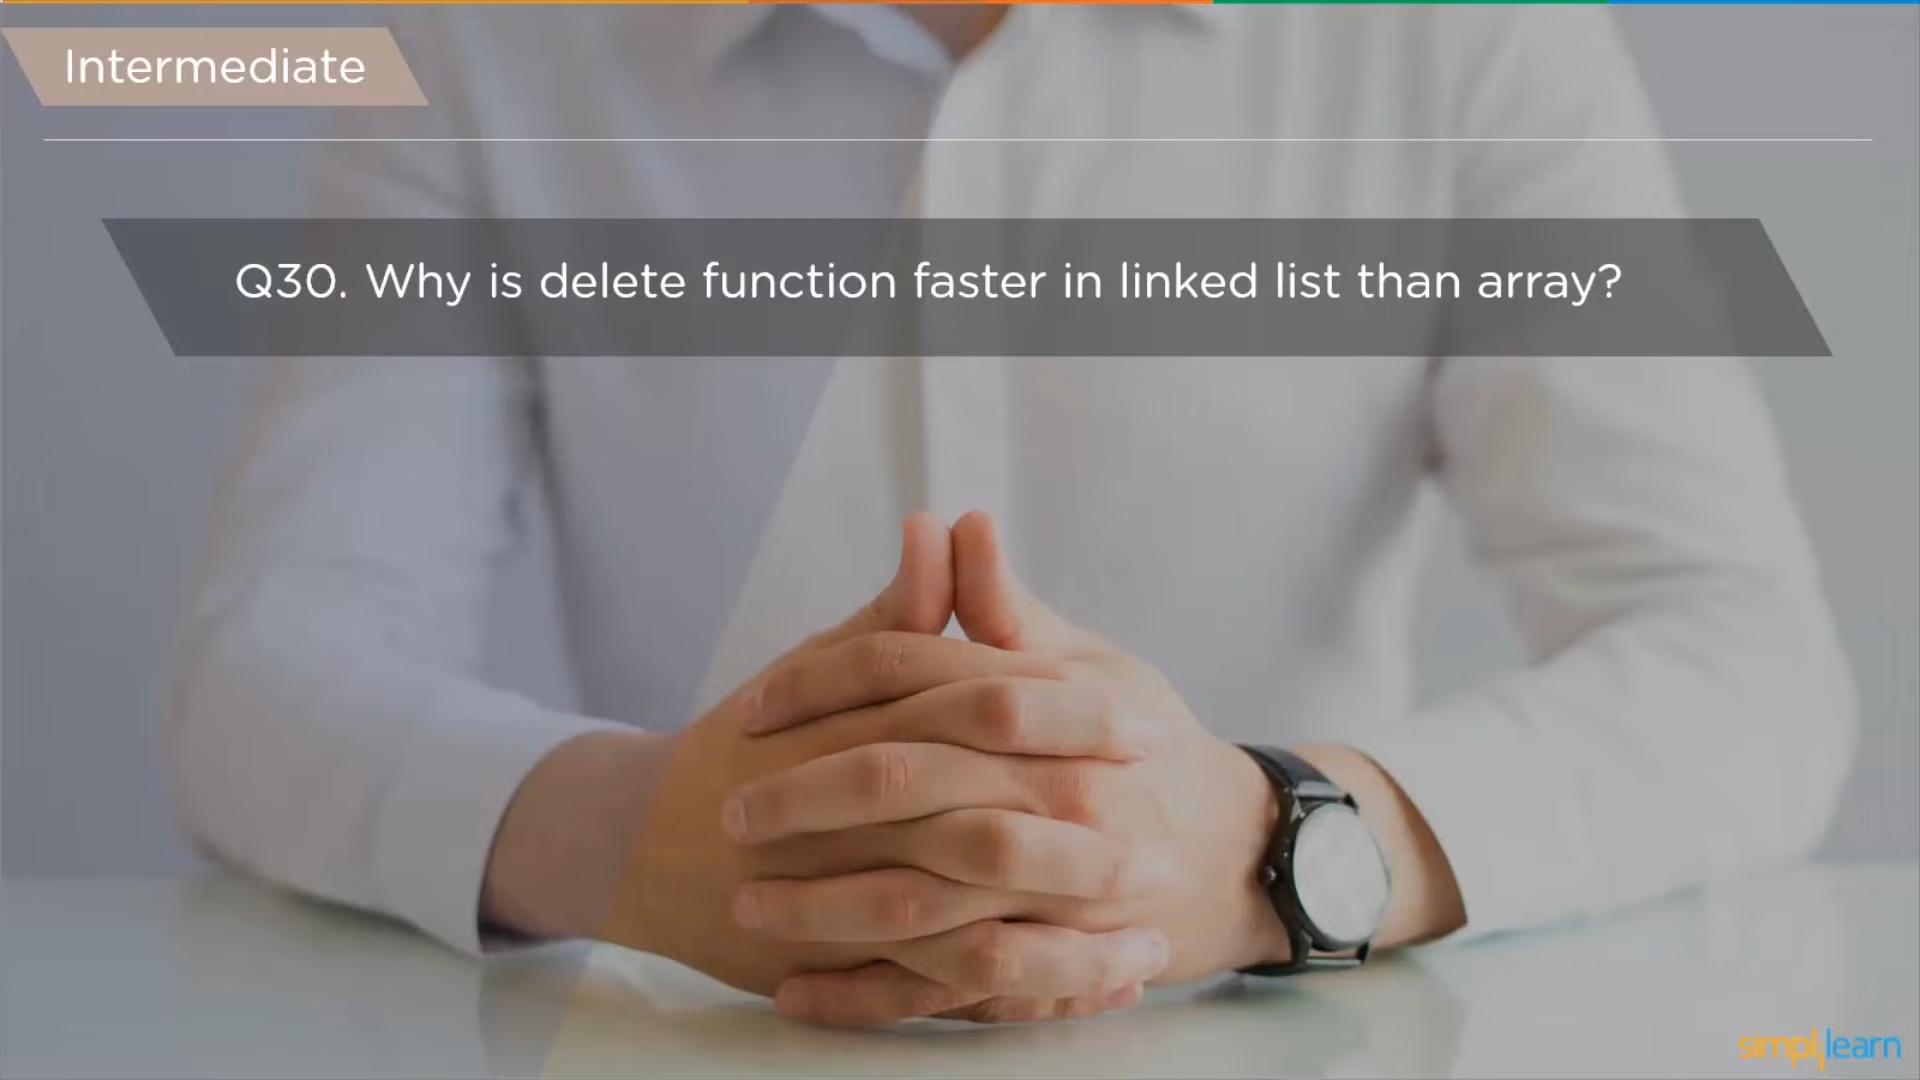 Intermediate
Q30. Why is delete function faster in linked list than array?
simplilearn